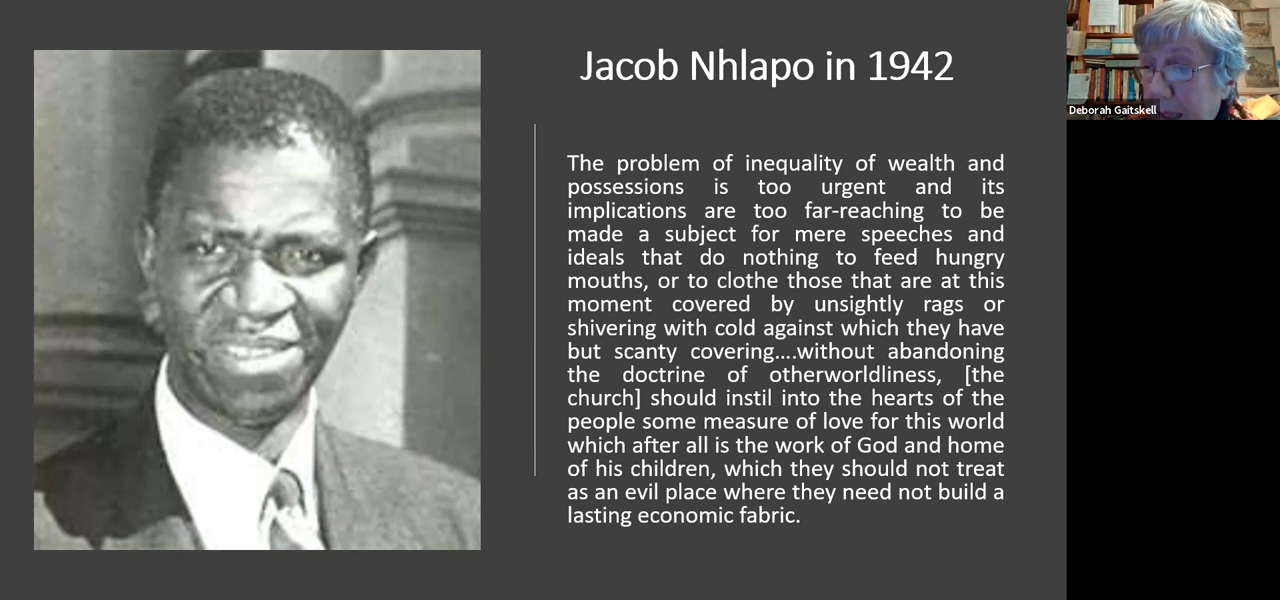 Jacob Nhlapo in 1942
The problem of inequality of wealth and
possessions is too urgent and its
implications are too far-reaching to be
made a subject for mere speeches and
ideals that do nothing to feed hungry
mouths, or to clothe those that are at this
moment covered by unsightly rags or
shivering with cold against which they have
but scanty covering....without abandoning
the doctrine of otherworldliness, [the
church] should instil into the hearts of the
people some measure of love for this world
which after all is the work of God and home
of his children, which they should not treat
as an evil place where they need not build a
lasting economic fabric.
Deborah Gaitskell